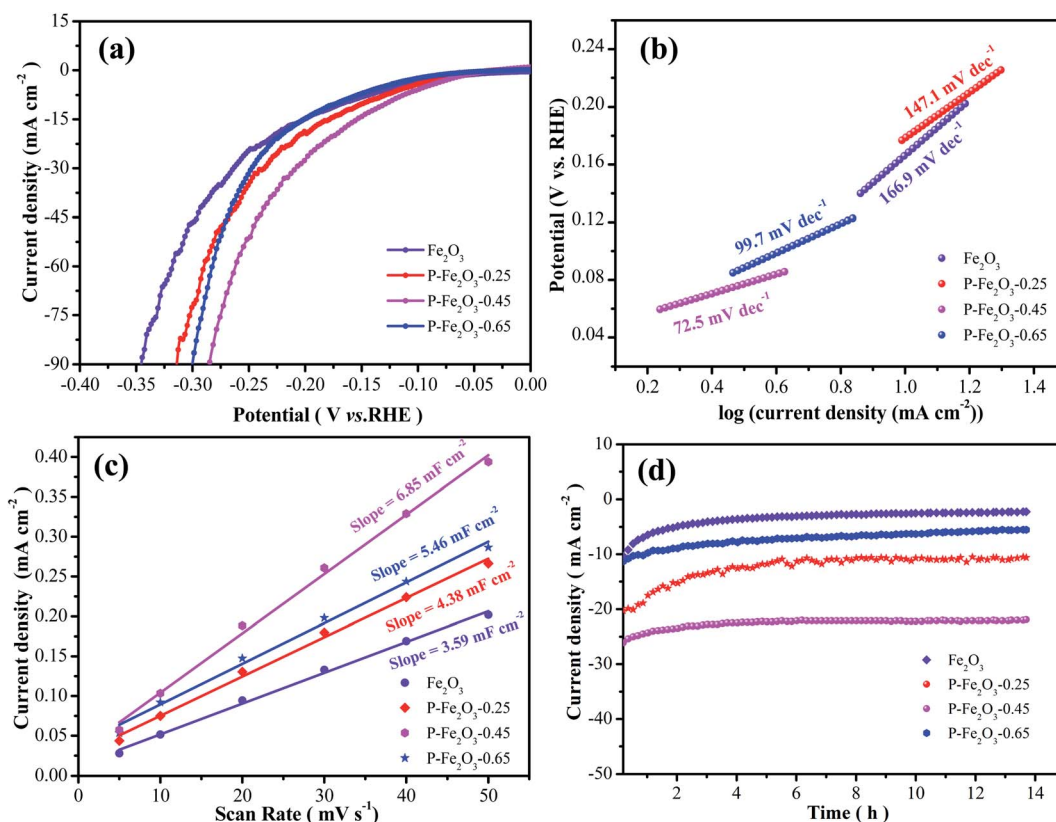 (a)
Current density (mA cm⁻²)
15
0
-15
-30
-45
-60
-75
-90
-0.40
-0.35
-0.30
-0.25
-0.20
-0.15
-0.10
-0.05
0.00
Potential ( V vs.RHE )
Fe₂O₃
P-Fe₂O₃-0.25
P-Fe₂O₃-0.45
P-Fe₂O₃-0.65
(b)
Potential (V vs. RHE)
0.24
0.20
0.16
0.12
0.08
0.04
147.1 mV dec⁻¹
166.9 mV dec⁻¹
99.7 mV dec⁻¹
72.5 mV dec⁻¹
Fe₂O₃
P-Fe₂O₃-0.25
P-Fe₂O₃-0.45
P-Fe₂O₃-0.65
0.2
0.4
0.6
0.8
1.0
1.2
1.4
log (current density (mA cm⁻²))
(c)
Current density (mA cm⁻²)
0.40
0.35
0.30
0.25
0.20
0.15
0.10
0.05
0.00
Slope = 6.85 mF cm⁻²
Slope = 5.46 mF cm⁻²
Slope = 4.38 mF cm⁻²
Slope = 3.59 mF cm⁻²
Fe₂O₃
P-Fe₂O₃-0.25
P-Fe₂O₃-0.45
P-Fe₂O₃-0.65
0
10
20
30
40
50
Scan Rate ( mV s⁻¹)
(d)
Current density ( mA cm⁻²)
10
0
-10
-20
-30
-40
-50
Fe₂O₃
P-Fe₂O₃-0.25
P-Fe₂O₃-0.45
P-Fe₂O₃-0.65
2
4
6
8
10
12
14
Time ( h )